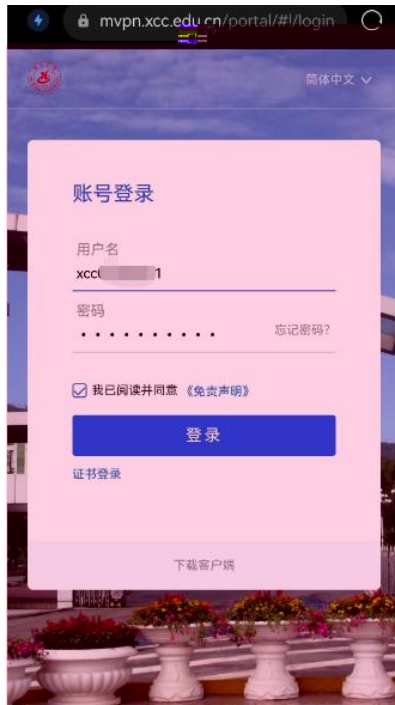 mvpn.xcc.edu.cn/portal/#!/login
简体中文
账号登录
用户名
xcc 1
密码
忘记密码?
我已阅读并同意《免责声明》
登录
证书登录
下载客户端